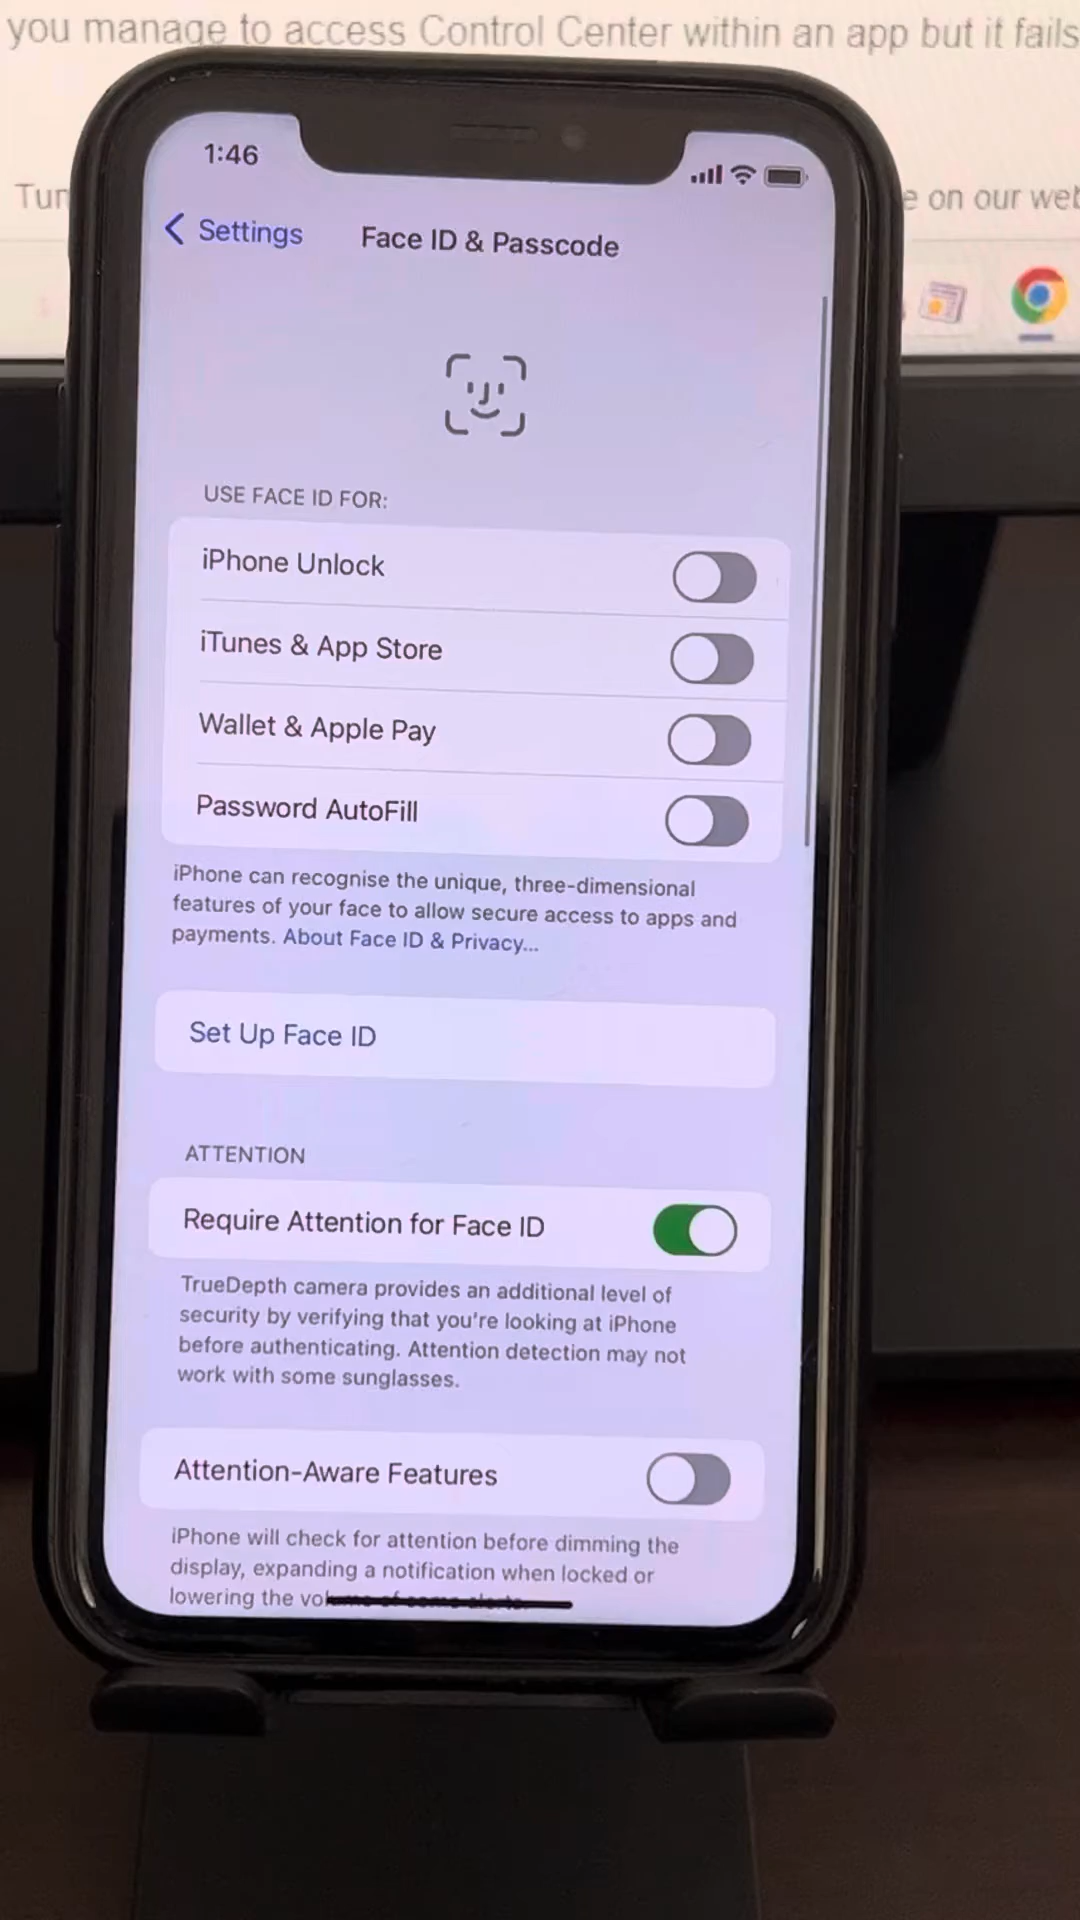 you manage to access Control Center within an app but it fails
Tur
e on our web
1:46
Settings
Face ID & Passcode
USE FACE ID FOR:
iPhone Unlock
iTunes & App Store
Wallet & Apple Pay
Password AutoFill
iPhone can recognise the unique, three-dimensional
features of your face to allow secure access to apps and
payments. About Face ID & Privacy...
Set Up Face ID
ATTENTION
Require Attention for Face ID
TrueDepth camera provides an additional level of
security by verifying that you're looking at iPhone
before authenticating. Attention detection may not
work with some sunglasses.
Attention-Aware Features
iPhone will check for attention before dimming the
display, expanding a notification when locked or
lowering the volume of some alerts.